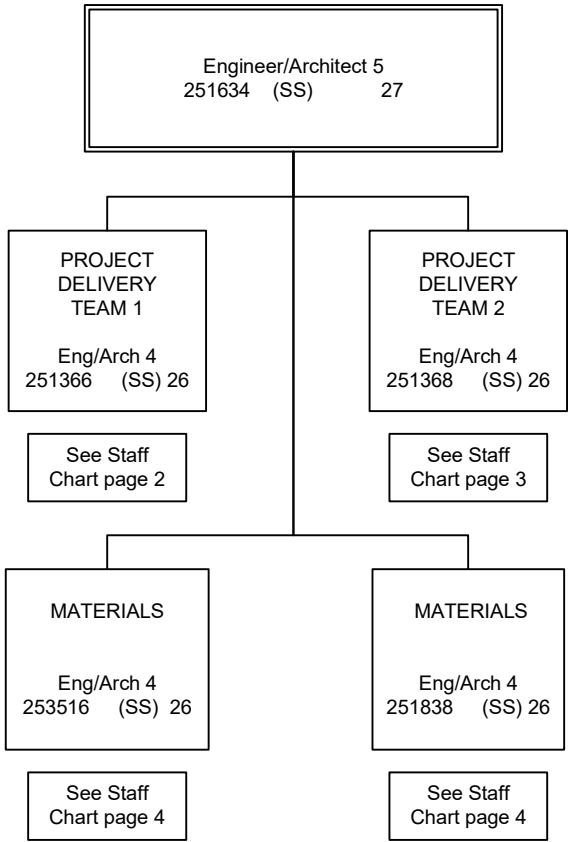 Engineer/Architect 5
251634 (SS) 27
PROJECT
DELIVERY
TEAM 1
Eng/Arch 4
251366 (SS) 26
See Staff
Chart page 2
PROJECT
DELIVERY
TEAM 2
Eng/Arch 4
251368 (SS) 26
See Staff
Chart page 3
MATERIALS
Eng/Arch 4
253516 (SS) 26
See Staff
Chart page 4
MATERIALS
Eng/Arch 4
251838 (SS) 26
See Staff
Chart page 4